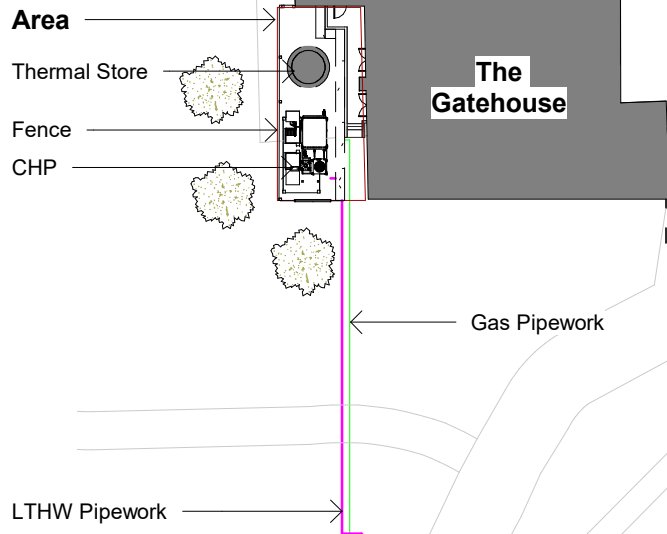 Area
Thermal Store
The
Gatehouse
Fence
CHP
Gas Pipework
LTHW Pipework